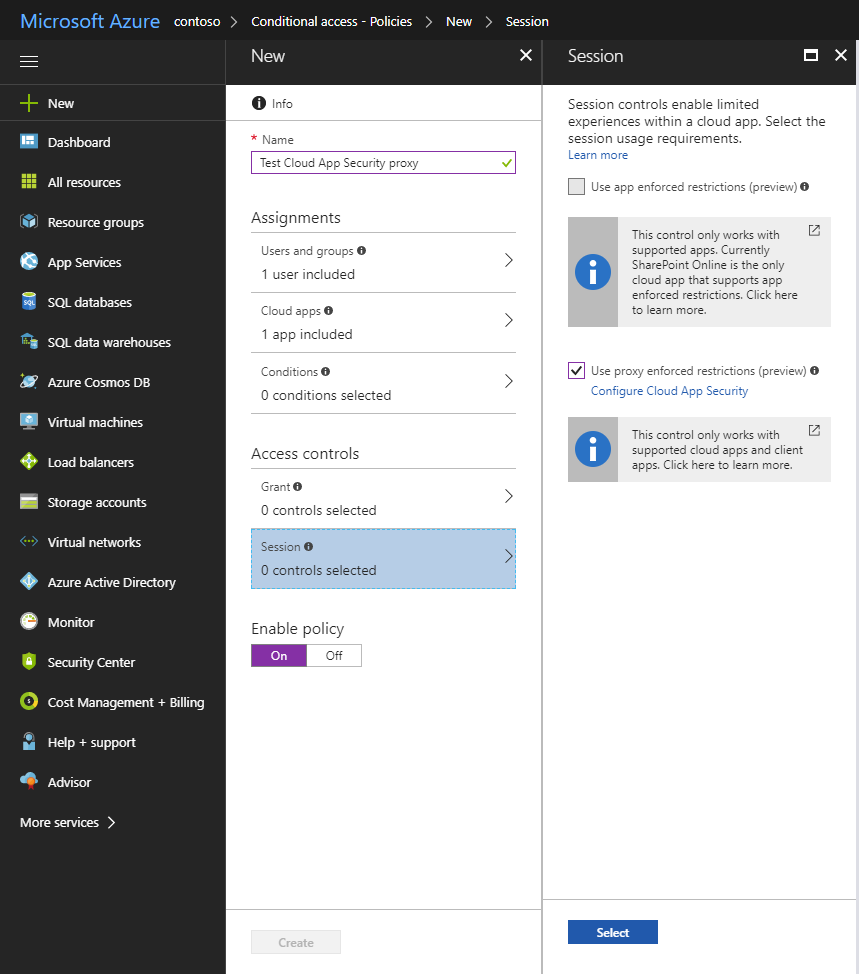 Microsoft Azure contoso > Conditional access - Policies > New > Session
New
Dashboard
All resources
Resource groups
App Services
SQL databases
SQL data warehouses
Azure Cosmos DB
Virtual machines
Load balancers
Storage accounts
Virtual networks
Azure Active Directory
Monitor
Security Center
Cost Management + Billing
Help + support
Advisor
More services >
New
Info
* Name
Test Cloud App Security proxy
Assignments
Users and groups
1 user included
Cloud apps
1 app included
Conditions
0 conditions selected
Access controls
Grant
0 controls selected
Session
0 controls selected
Enable policy
On Off
Create
Session
Session controls enable limited
experiences within a cloud app. Select the
session usage requirements.
Learn more
Use app enforced restrictions (preview)
This control only works with
supported apps. Currently
SharePoint Online is the only
cloud app that supports app
enforced restrictions. Click here
to learn more.
Use proxy enforced restrictions (preview)
Configure Cloud App Security
This control only works with
supported cloud apps and client
apps. Click here to learn more.
Select